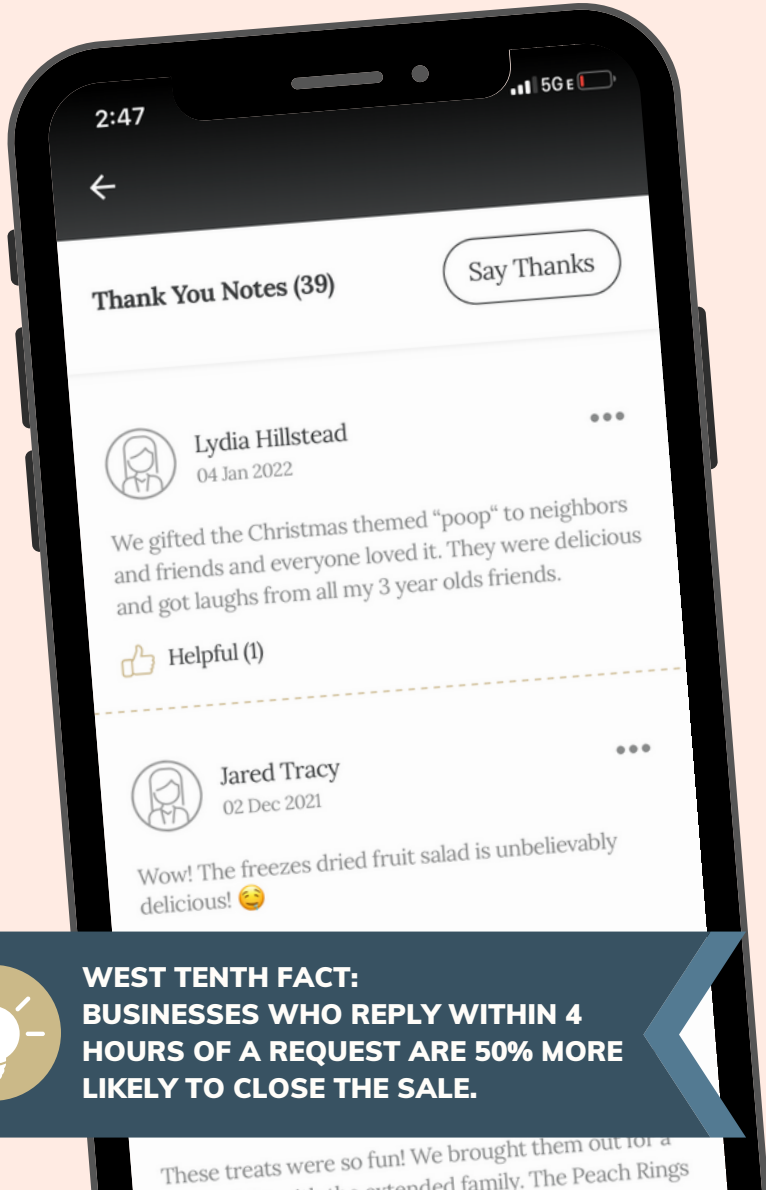 2:47
5G E
Thank You Notes (39)
Say Thanks
Lydia Hillstead
04 Jan 2022
We gifted the Christmas themed “poop“ to neighbors
and friends and everyone loved it. They were delicious
and got laughs from all my 3 year olds friends.
Helpful (1)
Jared Tracy
02 Dec 2021
Wow! The freezes dried fruit salad is unbelievably
delicious! 🤤
WEST TENTH FACT:
BUSINESSES WHO REPLY WITHIN 4
HOURS OF A REQUEST ARE 50% MORE
LIKELY TO CLOSE THE SALE.
These treats were so fun! We brought them out for a
the extended family. The Peach Rings